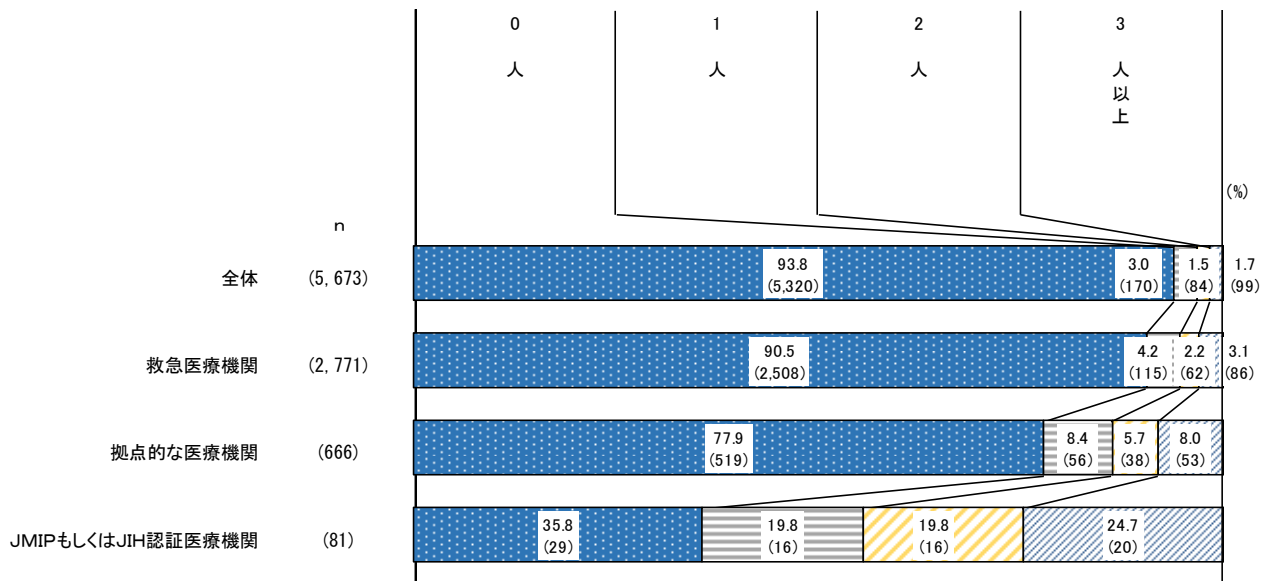 0人
1人
2人
3人以上
(%)
n
全体 (5,673) 93.8 3.0 1.5 1.7
(5,320) (170) (84) (99)
救急医療機関 (2,771) 90.5 4.2 2.2 3.1
(2,508) (115) (62) (86)
拠点的な医療機関 (666) 77.9 8.4 5.7 8.0
(519) (56) (38) (53)
JMIPもしくはJIH認証医療機関 (81) 35.8 19.8 19.8 24.7
(29) (16) (16) (20)